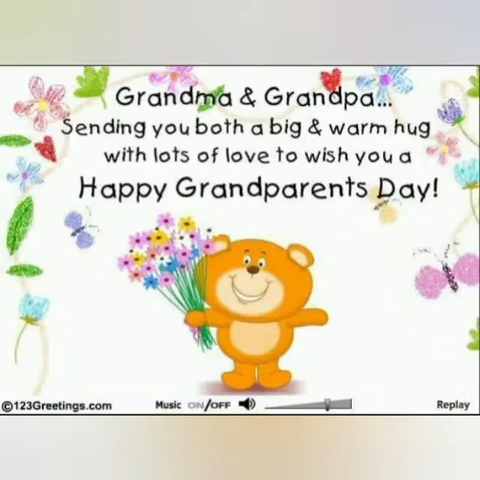 Grandma & Grandpa...
Sending you both a big & warm hug
with lots of love to wish you a
Happy Grandparents Day!
©123Greetings.com Music ON/OFF Replay